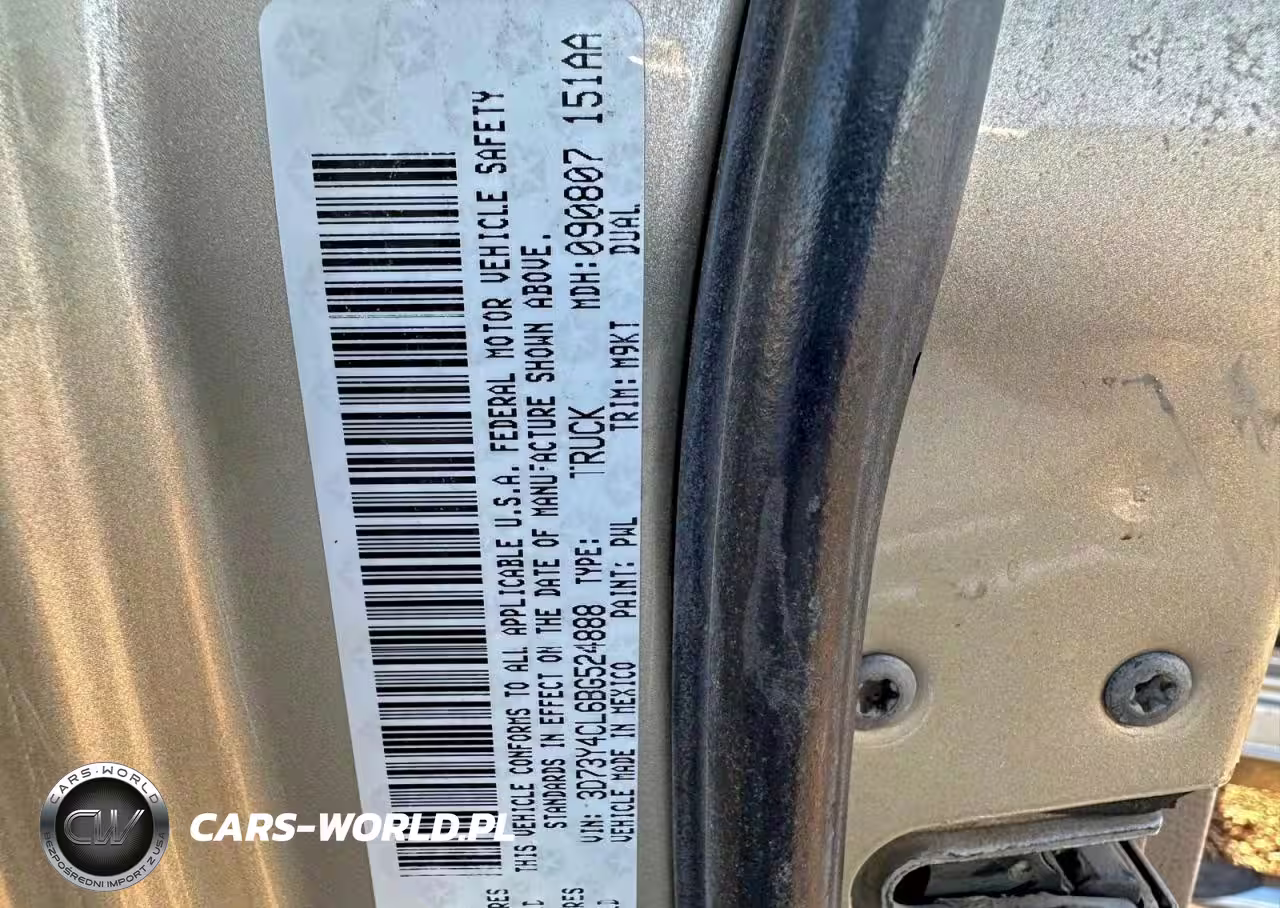 THIS VEHICLE CONFORMS TO ALL APPLICABLE U.S.A. FEDERAL MOTOR VEHICLE SAFETY
STANDARDS IN EFFECT ON THE DATE OF MANUFACTURE SHOWN ABOVE.
VIN: 3D73Y4CL6BG524888 TYPE: TRUCK MDH:090807 151AA
VEHICLE MADE IN MEXICO PAINT: PWL TRIM: M9KT DUAL
CARS-WORLD
CW
BEZPOŚREDNI IMPORT Z USA
CARS-WORLD.PL